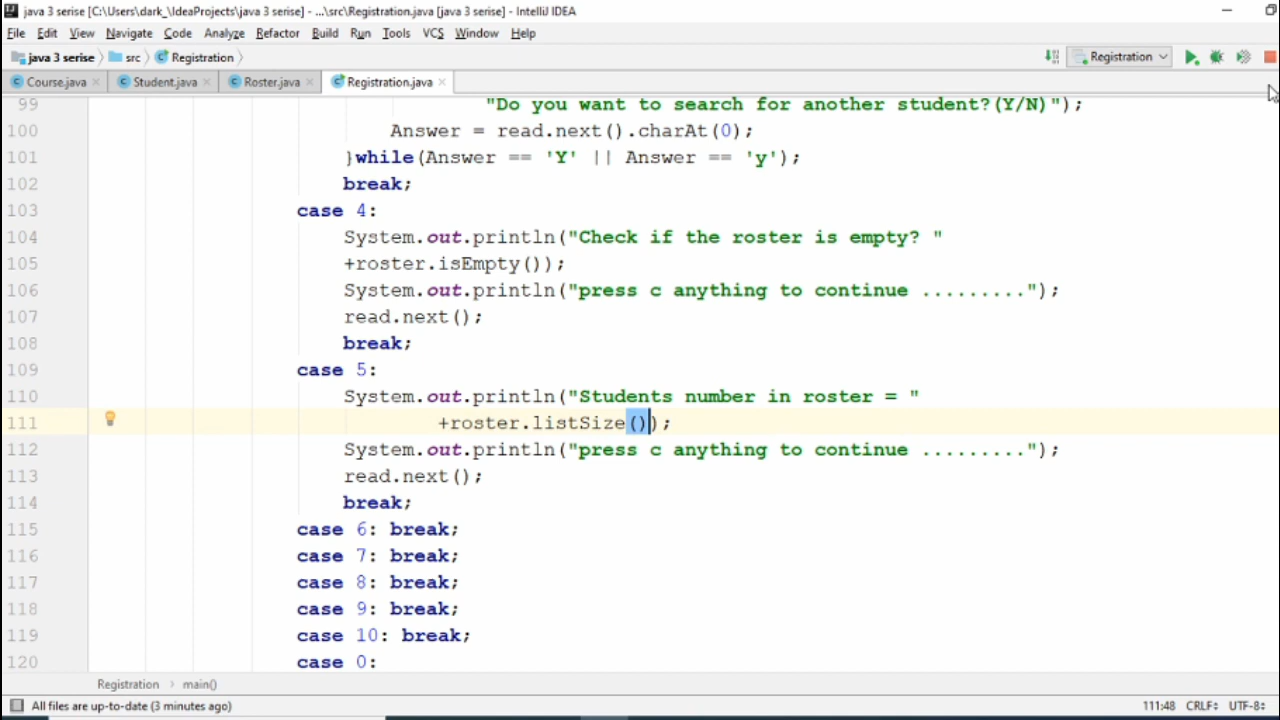 java 3 serise [C:\Users\dark_\IdeaProjects\java 3 serise] - ...\src\Registration.java [java 3 serise] - IntelliJ IDEA
File Edit View Navigate Code Analyze Refactor Build Run Tools VCS Window Help
java 3 serise src Registration Registration
Course.java Student.java Roster.java Registration.java
99 "Do you want to search for another student?(Y/N)");
100 Answer = read.next().charAt(0);
101 }while(Answer == 'Y' || Answer == 'y');
102 break;
103 case 4:
104 System.out.println("Check if the roster is empty? "
105 +roster.isEmpty());
106 System.out.println("press c anything to continue .........");
107 read.next();
108 break;
109 case 5:
110 System.out.println("Students number in roster = "
111 +roster.listSize());
112 System.out.println("press c anything to continue .........");
113 read.next();
114 break;
115 case 6: break;
116 case 7: break;
117 case 8: break;
118 case 9: break;
119 case 10: break;
120 case 0:
Registration main()
All files are up-to-date (3 minutes ago) 111:48 CRLF UTF-8